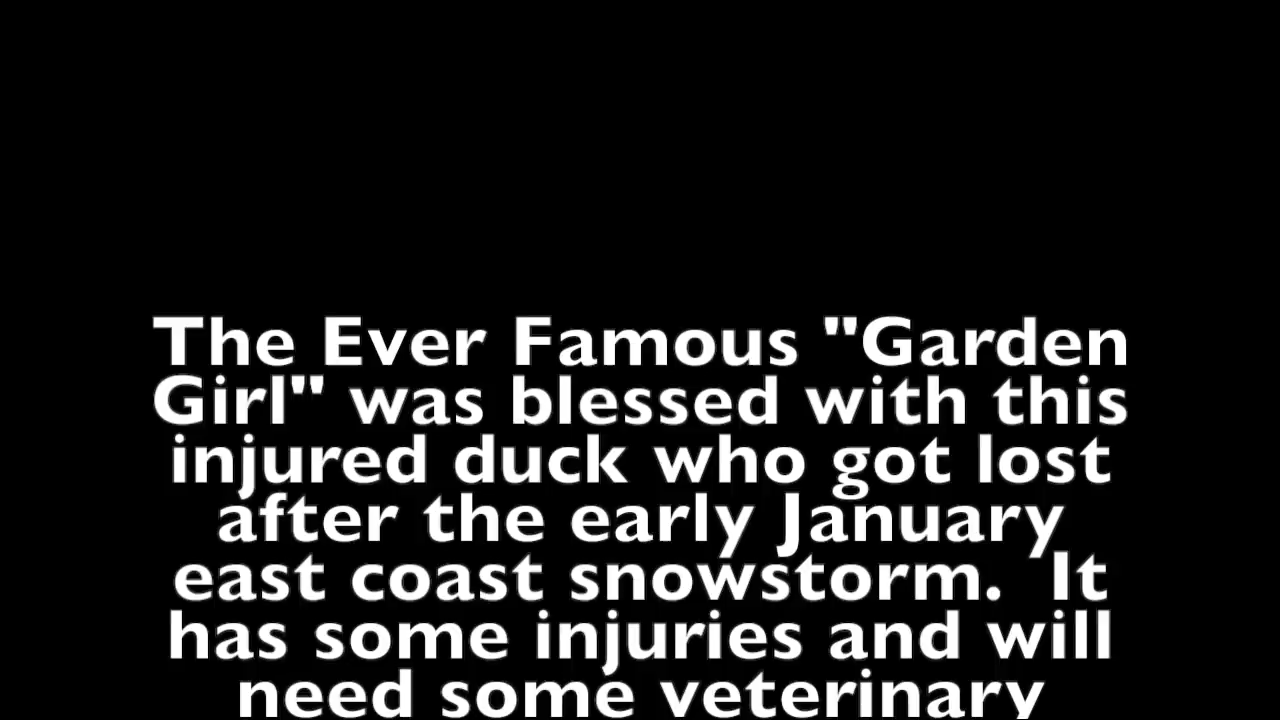 The Ever Famous "Garden
Girl" was blessed with this
injured duck who got lost
after the early January
east coast snowstorm.  It
has some injuries and will
need some veterinary